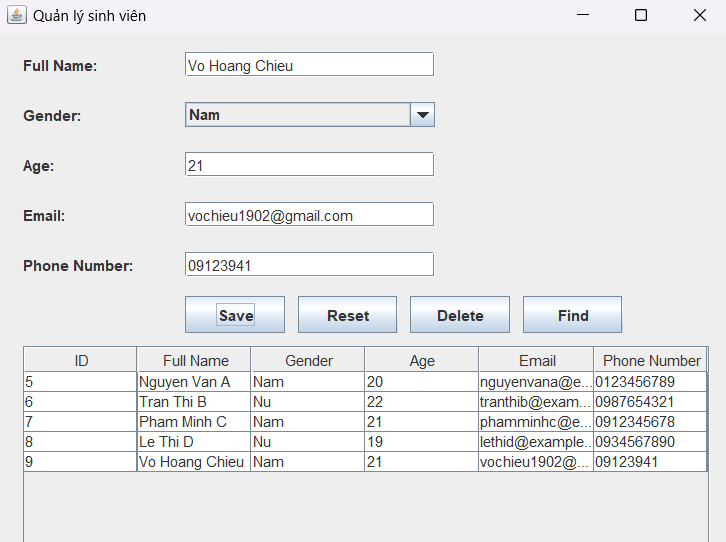 Quản lý sinh viên
Full Name: Vo Hoang Chieu
Gender: Nam
Age: 21
Email: vochieu1902@gmail.com
Phone Number: 09123941
Save Reset Delete Find
ID Full Name Gender Age Email Phone Number
5 Nguyen Van A Nam 20 nguyenvana@e... 0123456789
6 Tran Thi B Nu 22 tranthib@exam... 0987654321
7 Pham Minh C Nam 21 phamminhc@e... 0912345678
8 Le Thi D Nu 19 lethid@example... 0934567890
9 Vo Hoang Chieu Nam 21 vochieu1902@... 09123941